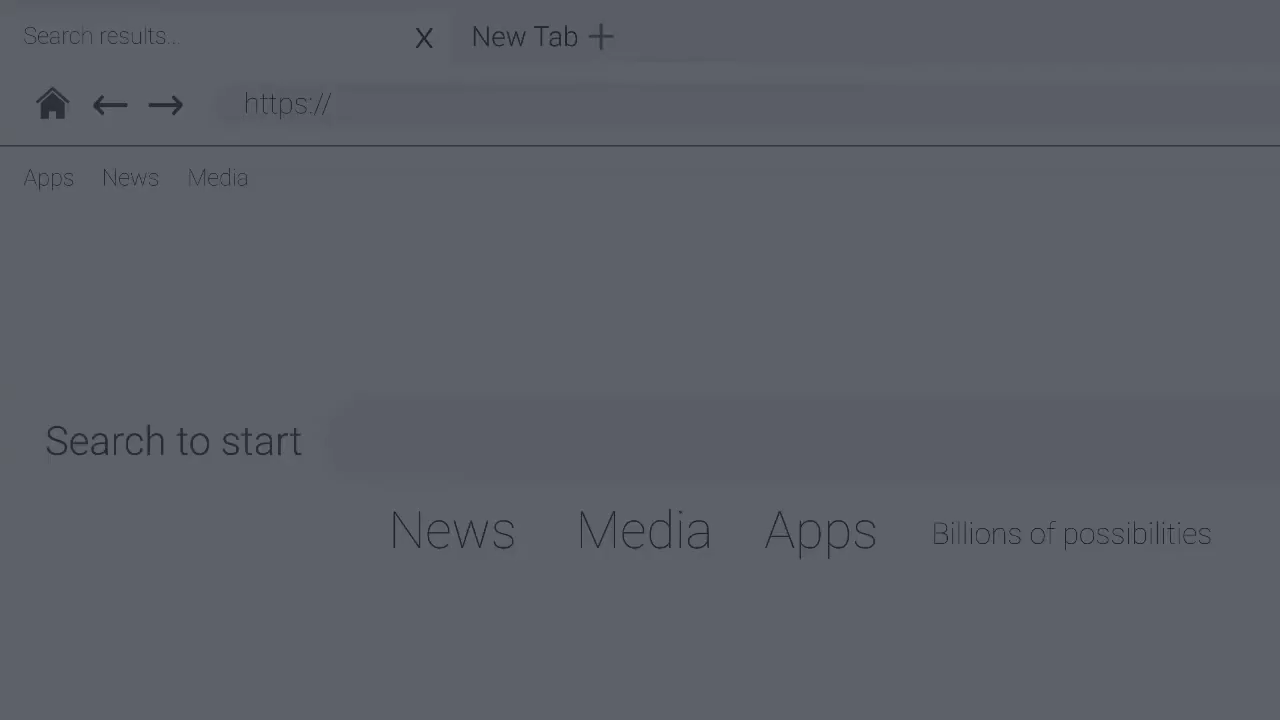 Search results... X New Tab +
https://
Apps News Media
Search to start
News Media Apps Billions of possibilities